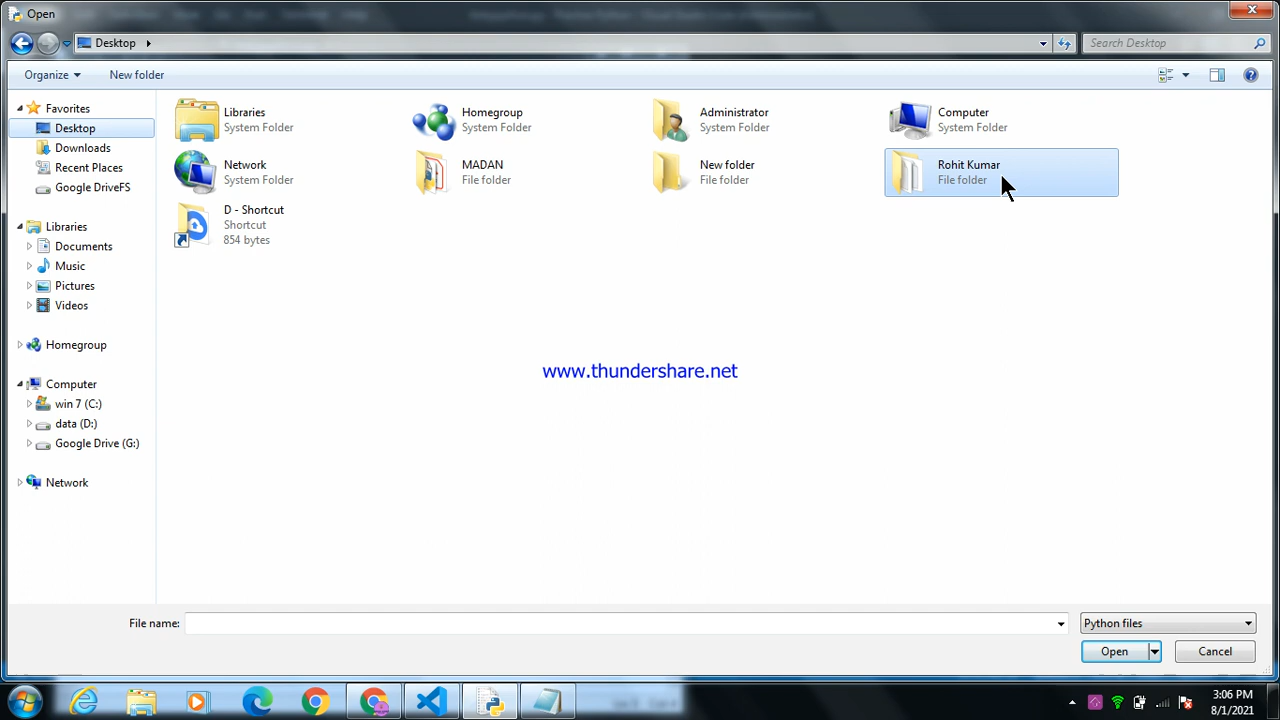 Open
Desktop
Search Desktop
Organize
New folder
Favorites
Desktop
Downloads
Recent Places
Google DriveFS
Libraries
Documents
Music
Pictures
Videos
Homegroup
Computer
win 7 (C:)
data (D:)
Google Drive (G:)
Network
Libraries
System Folder
Homegroup
System Folder
Administrator
System Folder
Computer
System Folder
Network
System Folder
MADAN
File folder
New folder
File folder
Rohit Kumar
File folder
D - Shortcut
Shortcut
854 bytes
www.thundershare.net
File name:
Python files
Open
Cancel
3:06 PM
8/1/2021